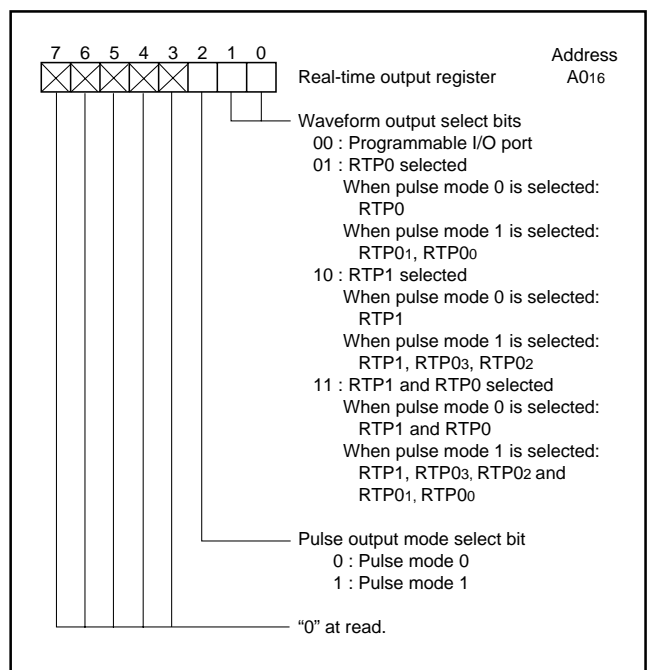 7 6 5 4 3 2 1 0
Address
Real-time output register A0₁₆
Waveform output select bits
00 : Programmable I/O port
01 : RTP0 selected
When pulse mode 0 is selected:
RTP0
When pulse mode 1 is selected:
RTP0₁, RTP0₀
10 : RTP1 selected
When pulse mode 0 is selected:
RTP1
When pulse mode 1 is selected:
RTP1, RTP0₃, RTP0₂
11 : RTP1 and RTP0 selected
When pulse mode 0 is selected:
RTP1 and RTP0
When pulse mode 1 is selected:
RTP1, RTP0₃, RTP0₂ and
RTP0₁, RTP0₀
Pulse output mode select bit
0 : Pulse mode 0
1 : Pulse mode 1
“0” at read.